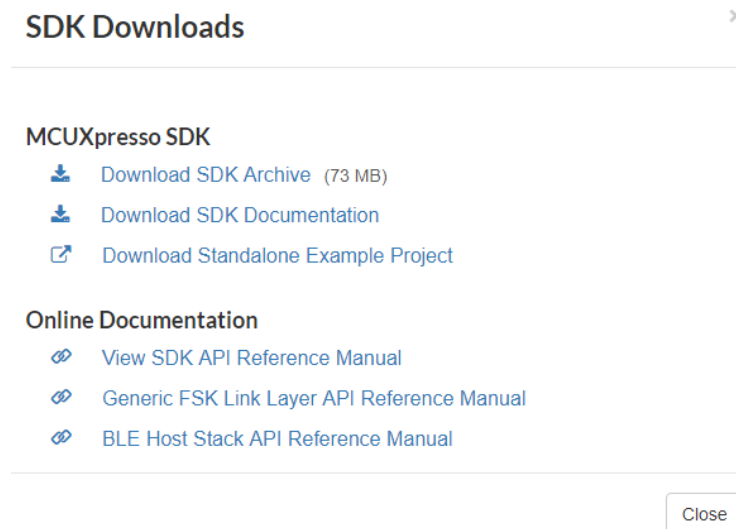 SDK Downloads
MCUXpresso SDK
Download SDK Archive (73 MB)
Download SDK Documentation
Download Standalone Example Project
Online Documentation
View SDK API Reference Manual
Generic FSK Link Layer API Reference Manual
BLE Host Stack API Reference Manual
Close